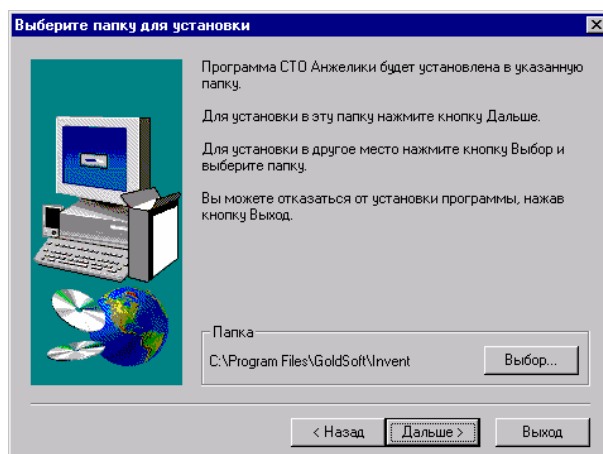 Выберите папку для установки
Программа СТО Анжелики будет установлена в указанную
папку.
Для установки в эту папку нажмите кнопку Дальше.
Для установки в другое место нажмите кнопку Выбор и
выберите папку.
Вы можете отказаться от установки программы, нажав
кнопку Выход.
Папка
C:\Program Files\GoldSoft\Invent
Выбор...
< Назад
Дальше >
Выход